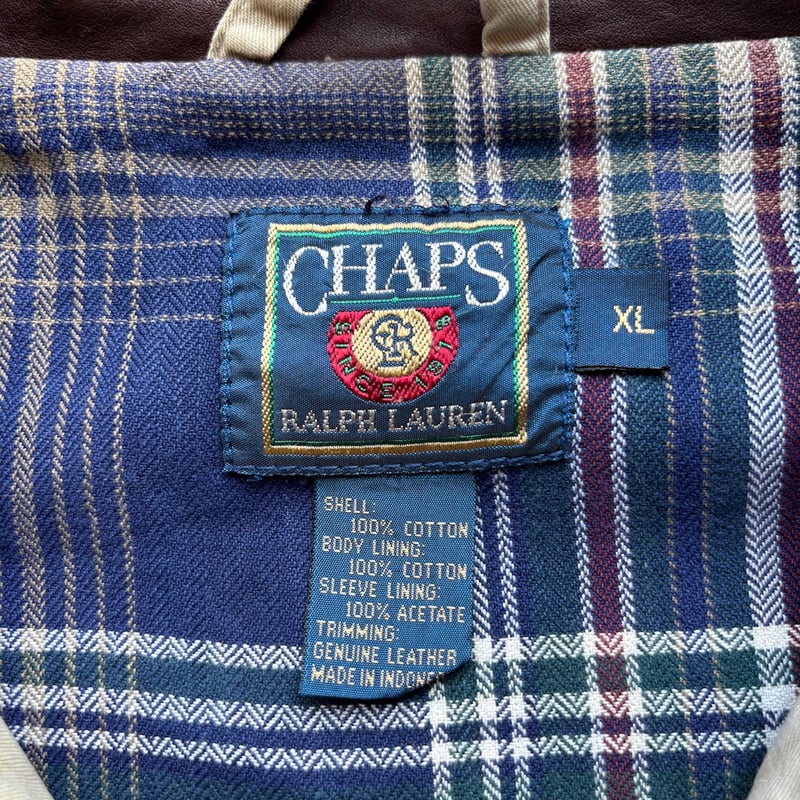 CHAPS
SINCE 1978
RALPH LAUREN
XL
SHELL:
100% COTTON
BODY LINING:
100% COTTON
SLEEVE LINING:
100% ACETATE
TRIMMING:
GENUINE LEATHER
MADE IN INDONE